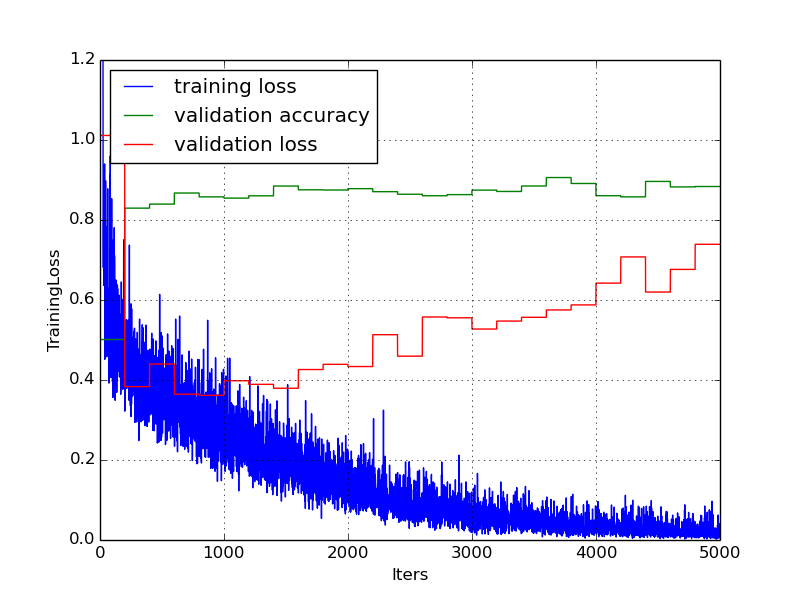 training loss
validation accuracy
validation loss
TrainingLoss
1.2
1.0
0.8
0.6
0.4
0.2
0.0
0 1000 2000 3000 4000 5000
Iters